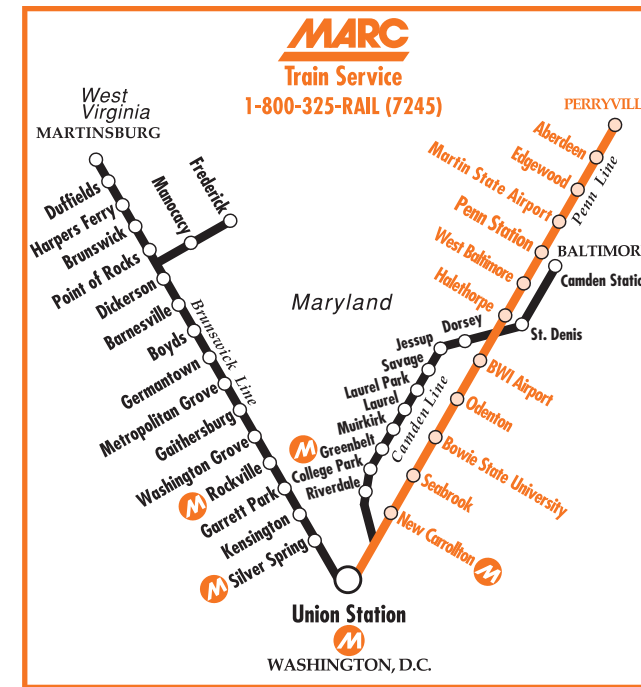 MARC
Train Service
1-800-325-RAIL (7245)
West
Virginia
MARTINSBURG
Duffields
Harpers Ferry
Brunswick
Point of Rocks
Manocacy
Frederick
Dickerson
Barnesville
Boyds
Germantown
Metropolitan Grove
Gaithersburg
Washington Grove
M Rockville
Garrett Park
Kensington
M Silver Spring
Brunswick Line
Maryland
PERRYVILL
Aberdeen
Edgewood
Martin State Airport
Penn Station
West Baltimore
Halethorpe
Penn Line
BALTIMOR
Camden Static
St. Denis
Dorsey
Jessup
Savage
Laurel Park
Laurel
Muirkirk
M Greenbelt
College Park
Riverdale
Camden Line
BWI Airport
Odenton
Bowie State University
Seabrook
New Carrollton M
Union Station
M
WASHINGTON, D.C.